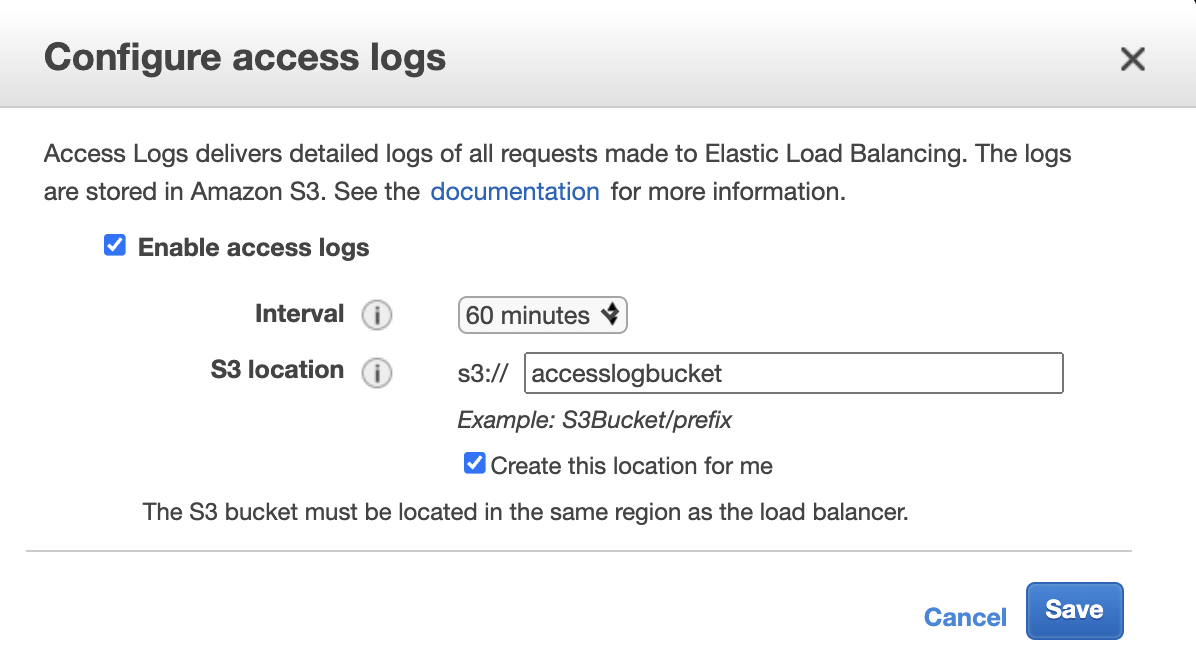 Configure access logs
Access Logs delivers detailed logs of all requests made to Elastic Load Balancing. The logs
are stored in Amazon S3. See the documentation for more information.
Enable access logs
Interval i 60 minutes
S3 location i s3:// accesslogbucket
Example: S3Bucket/prefix
Create this location for me
The S3 bucket must be located in the same region as the load balancer.
Cancel Save